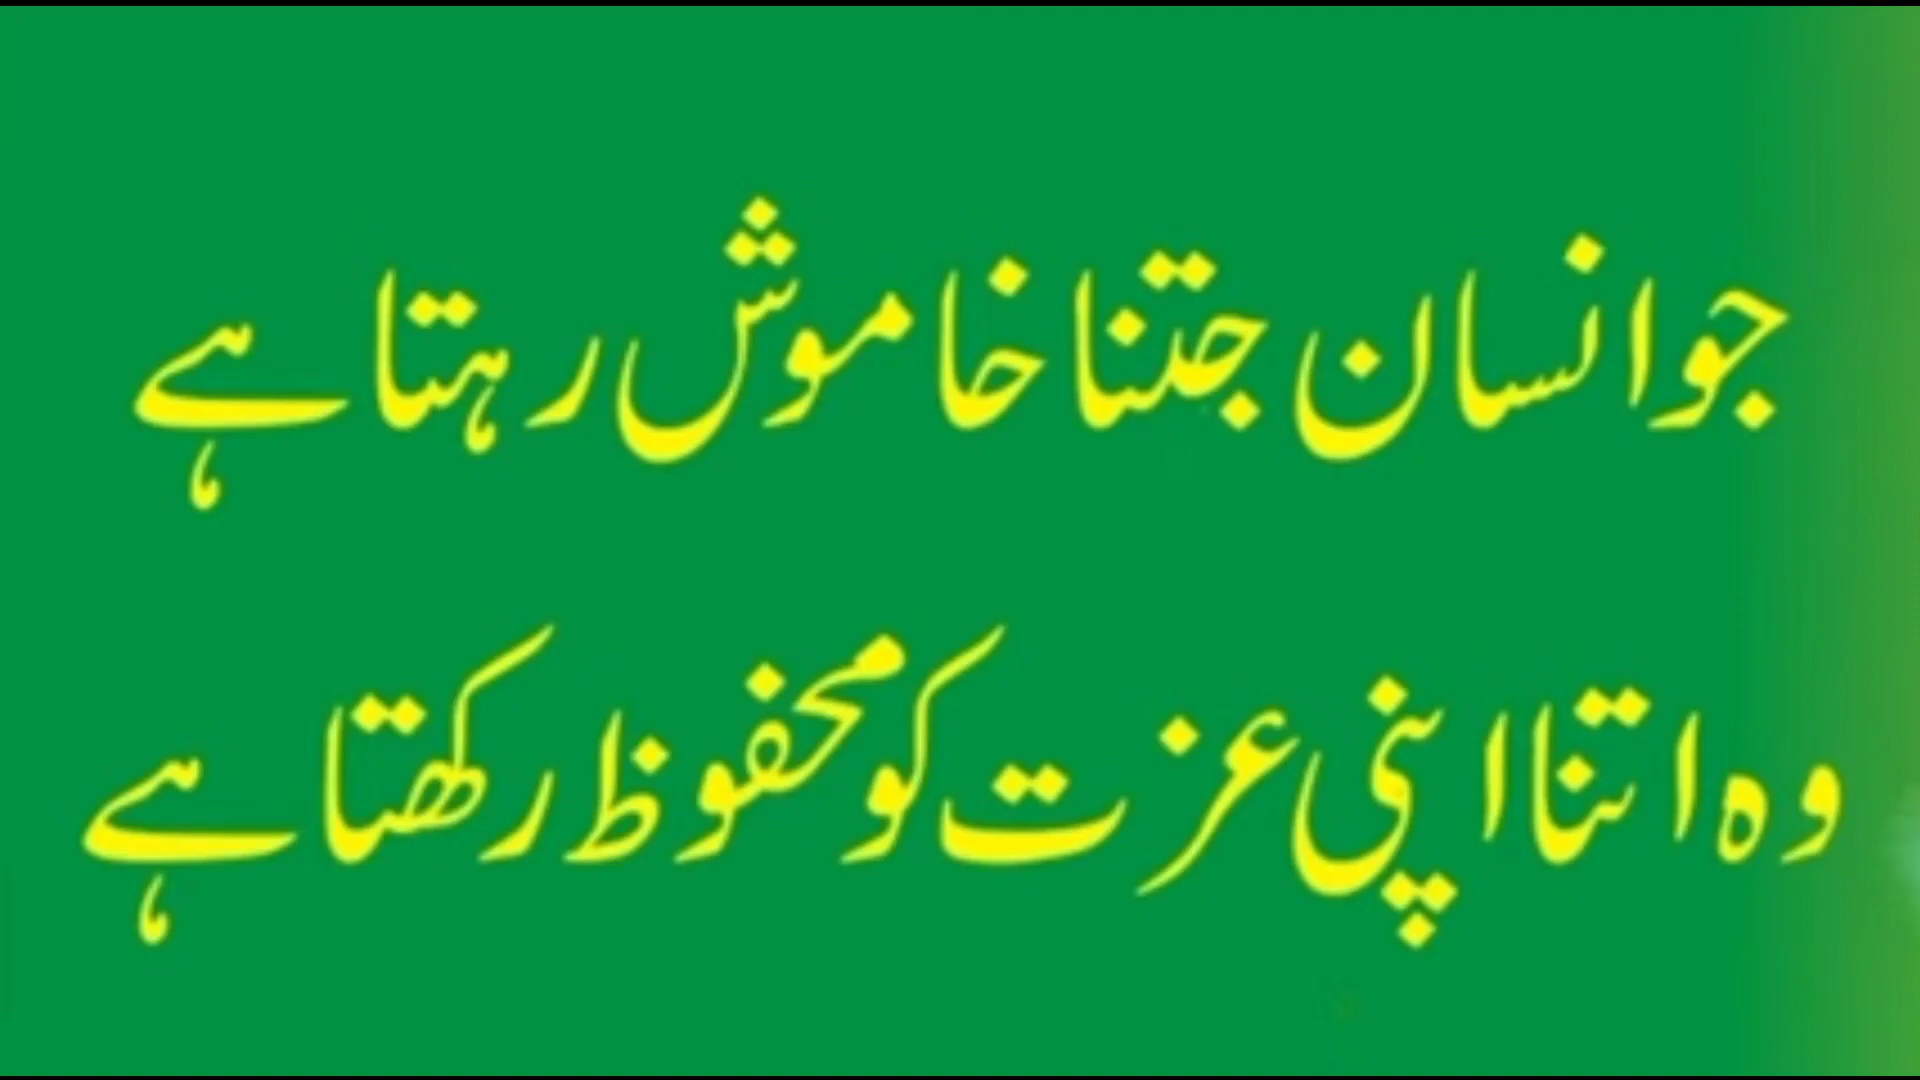 جو انسان جتنا خاموش رہتا ہے
وہ اتنا اپنی عزت کو محفوظ رکھتا ہے